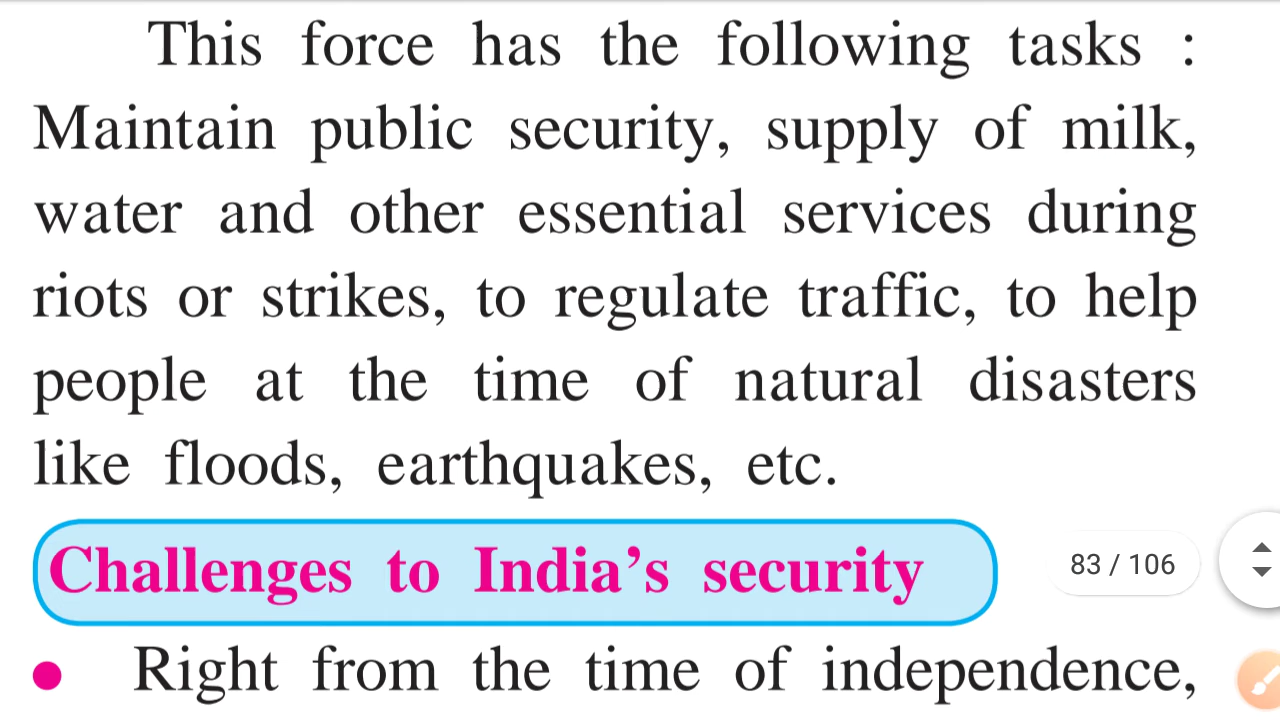 This force has the following tasks :
Maintain public security, supply of milk,
water and other essential services during
riots or strikes, to regulate traffic, to help
people at the time of natural disasters
like floods, earthquakes, etc.
Challenges to India’s security
83 / 106
Right from the time of independence,